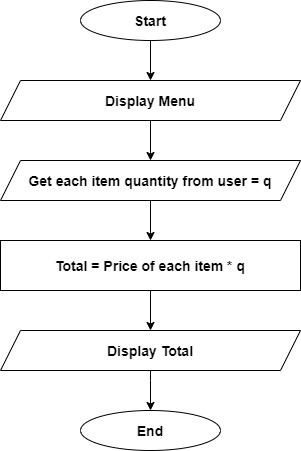 Start
Display Menu
Get each item quantity from user = q
Total = Price of each item * q
Display Total
End